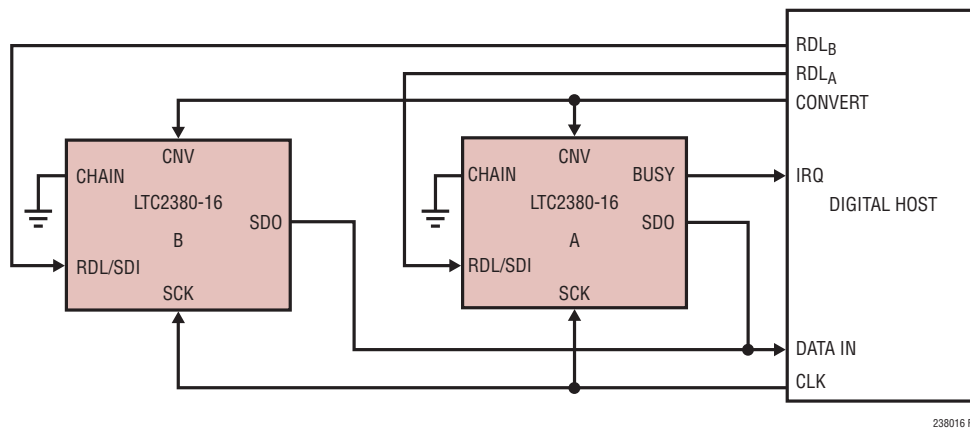 RDLB
RDLA
CONVERT
IRQ
DIGITAL HOST
DATA IN
CLK
CNV
CHAIN
LTC2380-16
SDO
B
RDL/SDI
SCK
CNV
CHAIN
BUSY
LTC2380-16
SDO
A
RDL/SDI
SCK
238016 F